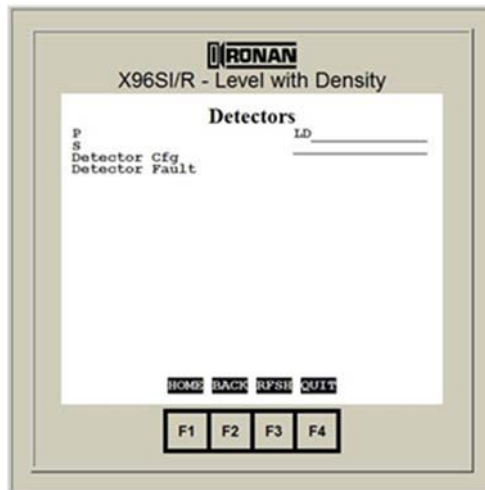 RONAN
X96SI/R - Level with Density
Detectors
P LD
S
Detector Cfg
Detector Fault
HOME BACK RFSH QUIT
F1 F2 F3 F4